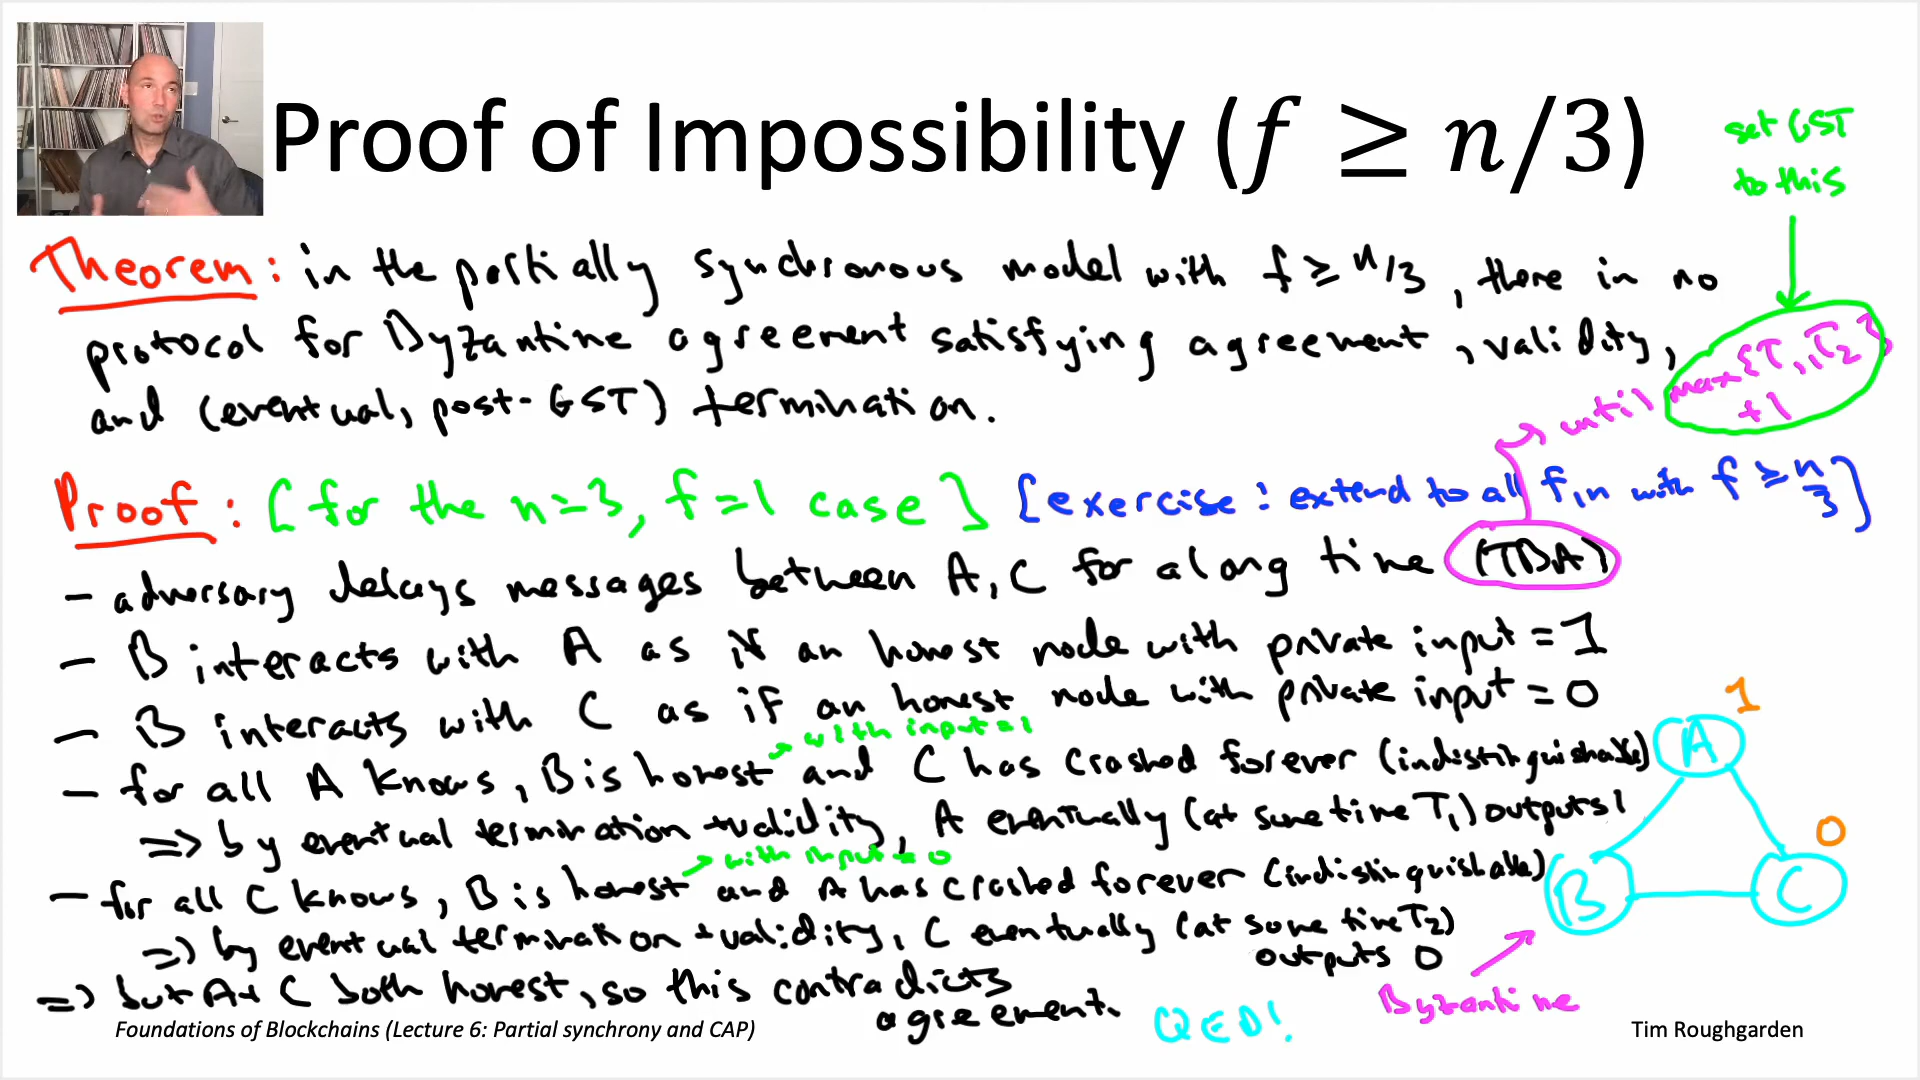 Proof of Impossibility (f ≥ n/3)
set GST
to this
Theorem: in the partially synchronous model with f ≥ n/3, there in no
protocol for Byzantine agreement satisfying agreement, validity,
and (eventual, post-GST) termination.
until max{T1,T2}
+1
Proof: [for the n=3, f=1 case] [exercise: extend to all f,n with f ≥ n/3]
- adversary delays messages between A,C for a long time (TBA)
- B interacts with A as if an honest node with private input = 1
- B interacts with C as if an honest node with private input = 0
with input = 1
- for all A knows, B is honest and C has crashed forever (indistinguishable)
=> by eventual termination + validity, A eventually (at some time T1) outputs 1
with input = 0
- for all C knows, B is honest and A has crashed forever (indistinguishable)
=> by eventual termination + validity, C eventually (at some time T2)
outputs 0
=> but A + C both honest, so this contradicts
agreement.
QED!
1
A
0
B
C
Byzantine
Foundations of Blockchains (Lecture 6: Partial synchrony and CAP)
Tim Roughgarden